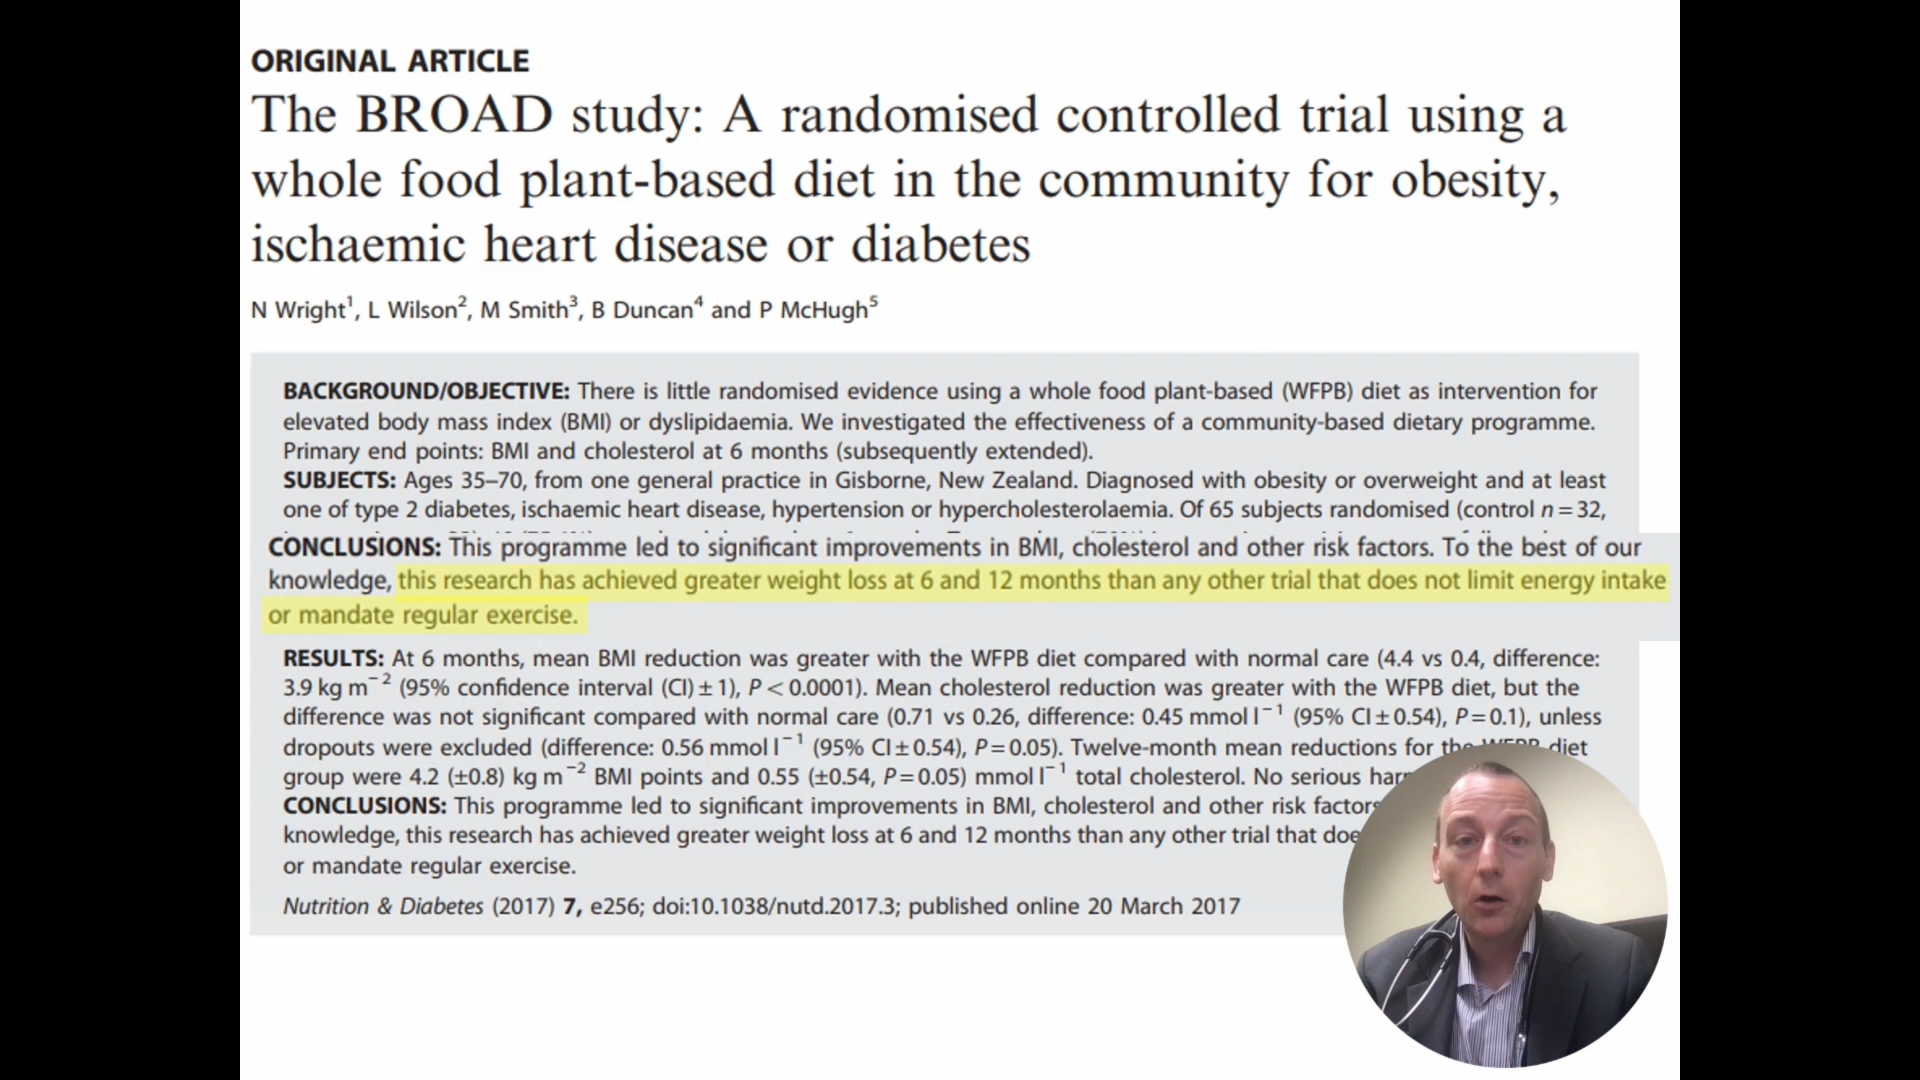 ORIGINAL ARTICLE
The BROAD study: A randomised controlled trial using a
whole food plant-based diet in the community for obesity,
ischaemic heart disease or diabetes
N Wright¹, L Wilson², M Smith³, B Duncan⁴ and P McHugh⁵
BACKGROUND/OBJECTIVE: There is little randomised evidence using a whole food plant-based (WFPB) diet as intervention for
elevated body mass index (BMI) or dyslipidaemia. We investigated the effectiveness of a community-based dietary programme.
Primary end points: BMI and cholesterol at 6 months (subsequently extended).
SUBJECTS: Ages 35–70, from one general practice in Gisborne, New Zealand. Diagnosed with obesity or overweight and at least
one of type 2 diabetes, ischaemic heart disease, hypertension or hypercholesterolaemia. Of 65 subjects randomised (control n = 32,
CONCLUSIONS: This programme led to significant improvements in BMI, cholesterol and other risk factors. To the best of our
knowledge, this research has achieved greater weight loss at 6 and 12 months than any other trial that does not limit energy intake
or mandate regular exercise.
RESULTS: At 6 months, mean BMI reduction was greater with the WFPB diet compared with normal care (4.4 vs 0.4, difference:
3.9 kg m⁻² (95% confidence interval (CI) ± 1), P < 0.0001). Mean cholesterol reduction was greater with the WFPB diet, but the
difference was not significant compared with normal care (0.71 vs 0.26, difference: 0.45 mmol l⁻¹ (95% CI ± 0.54), P = 0.1), unless
dropouts were excluded (difference: 0.56 mmol l⁻¹ (95% CI ± 0.54), P = 0.05). Twelve-month mean reductions for the WFPB diet
group were 4.2 (±0.8) kg m⁻² BMI points and 0.55 (±0.54, P = 0.05) mmol l⁻¹ total cholesterol. No serious
CONCLUSIONS: This programme led to significant improvements in BMI, cholesterol and other risk factors
knowledge, this research has achieved greater weight loss at 6 and 12 months than any other trial that
or mandate regular exercise.
Nutrition & Diabetes (2017) 7, e256; doi:10.1038/nutd.2017.3; published online 20 March 2017